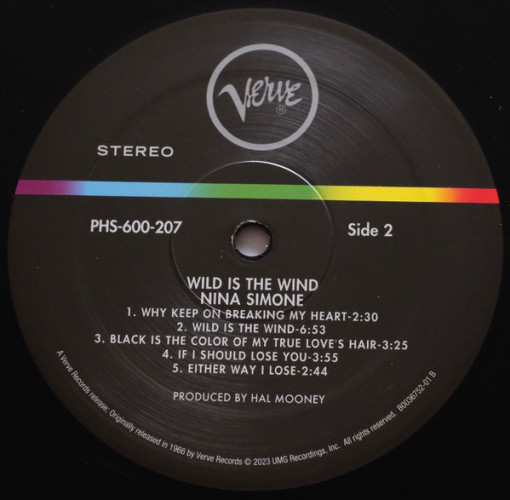 Verve®
STEREO
PHS-600-207
Side 2
WILD IS THE WIND
NINA SIMONE
1. WHY KEEP ON BREAKING MY HEART-2:30
2. WILD IS THE WIND-6:53
3. BLACK IS THE COLOR OF MY TRUE LOVE'S HAIR-3:25
4. IF I SHOULD LOSE YOU-3:55
5. EITHER WAY I LOSE-2:44
PRODUCED BY HAL MOONEY
A Verve Records release. Originally released in 1966 by Verve Records © 2023 UMG Recordings, Inc. All rights reserved. B0036752-01 B